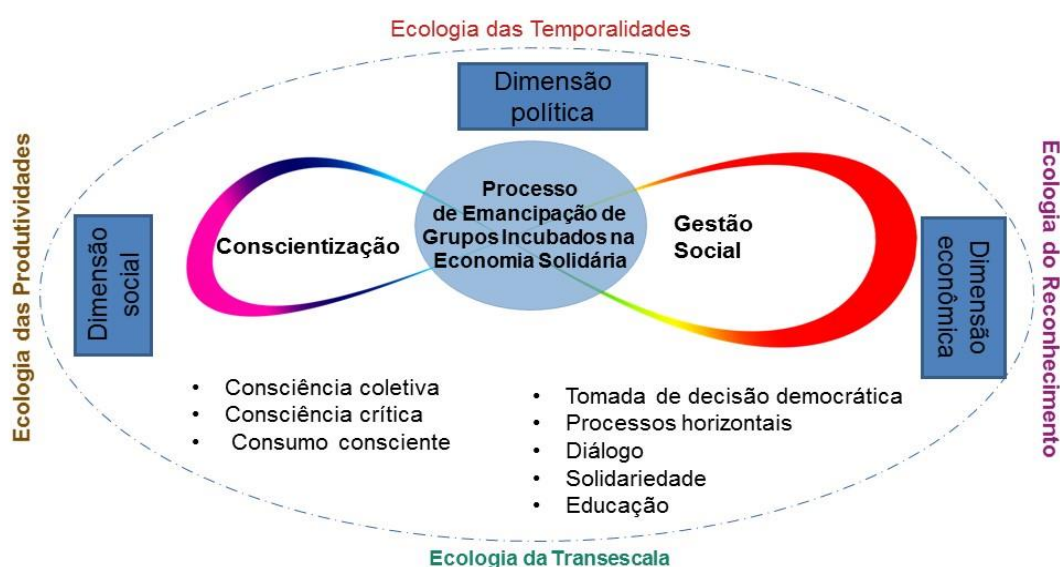 Ecologia das Temporalidades
Dimensão
política
Ecologia das Produtividades
Dimensão
social
Conscientização
Processo
de Emancipação de
Grupos Incubados na
Economia Solidária
Gestão
Social
Dimensão
econômica
Ecologia do Reconhecimento
• Consciência coletiva
• Consciência crítica
• Consumo consciente
• Tomada de decisão democrática
• Processos horizontais
• Diálogo
• Solidariedade
• Educação
Ecologia da Transescala